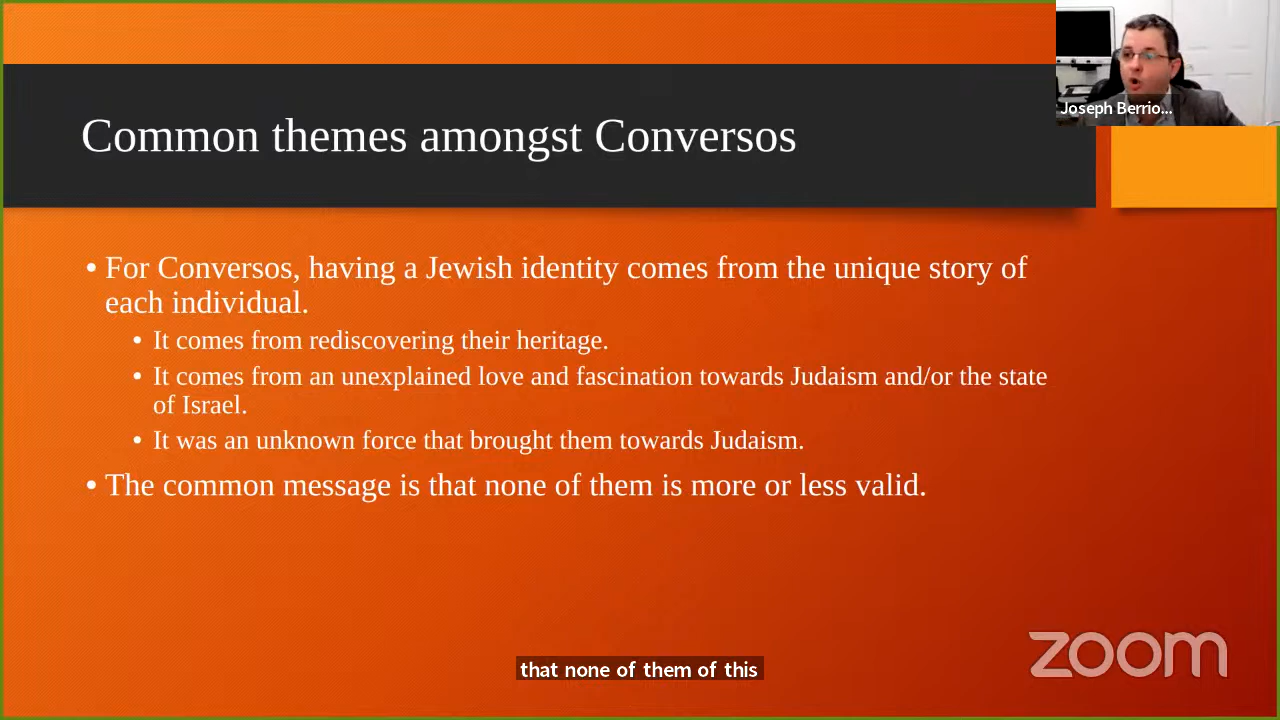 Joseph Berrio...
Common themes amongst Conversos
• For Conversos, having a Jewish identity comes from the unique story of
each individual.
• It comes from rediscovering their heritage.
• It comes from an unexplained love and fascination towards Judaism and/or the state
of Israel.
• It was an unknown force that brought them towards Judaism.
• The common message is that none of them is more or less valid.
that none of them of this
zoom